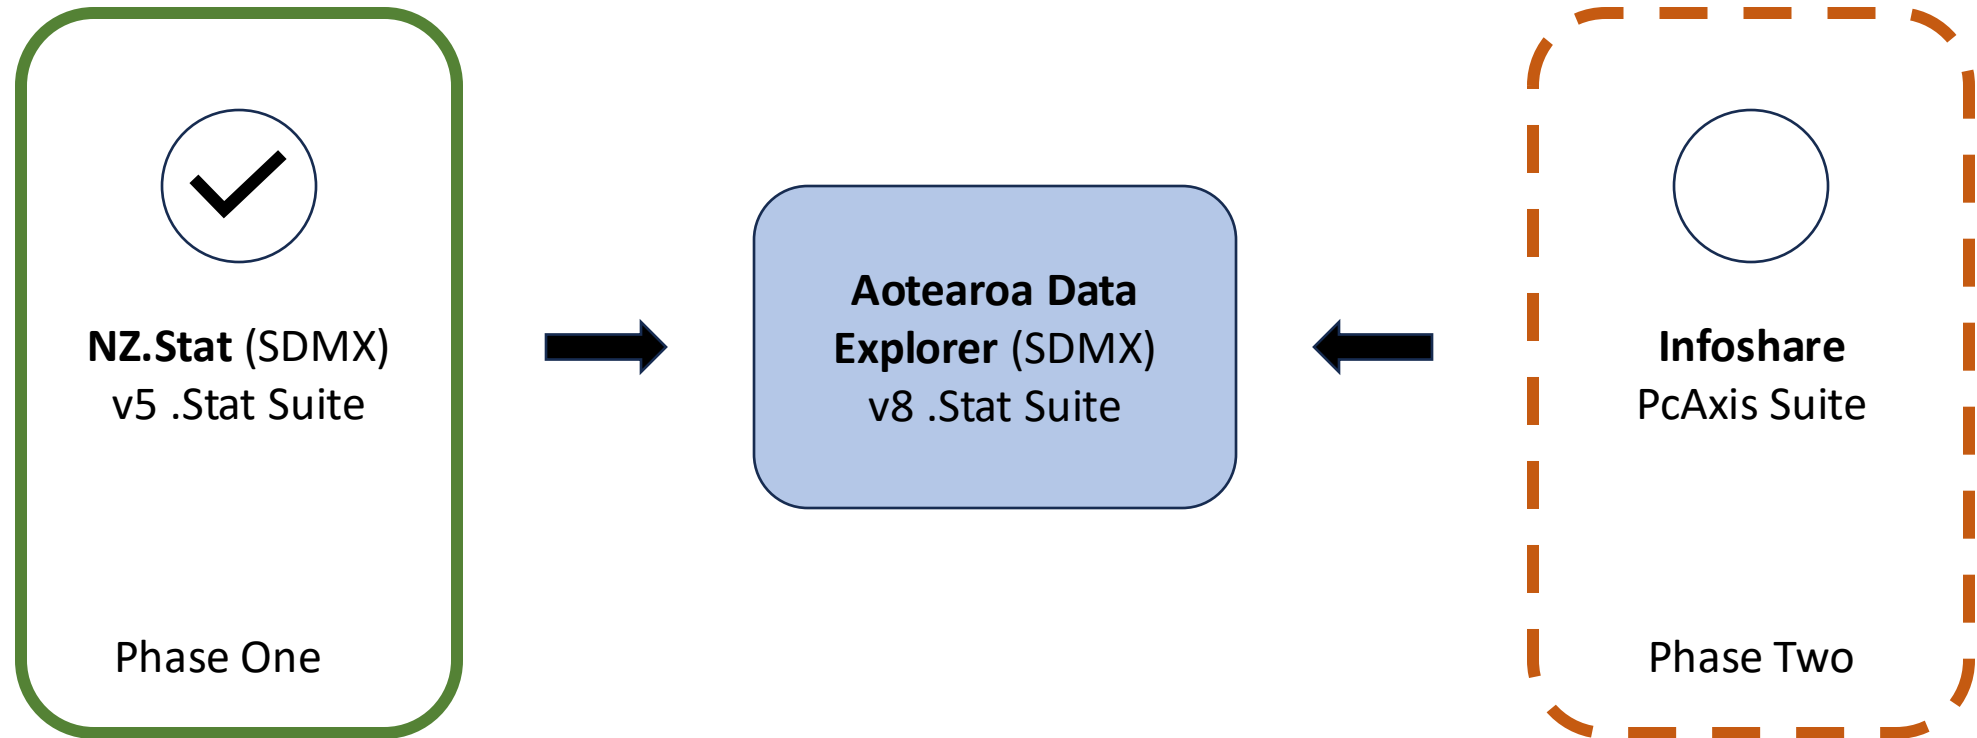 NZ.Stat (SDMX)
v5 .Stat Suite
Phase One
Aotearoa Data
Explorer (SDMX)
v8 .Stat Suite
Infoshare
PcAxis Suite
Phase Two